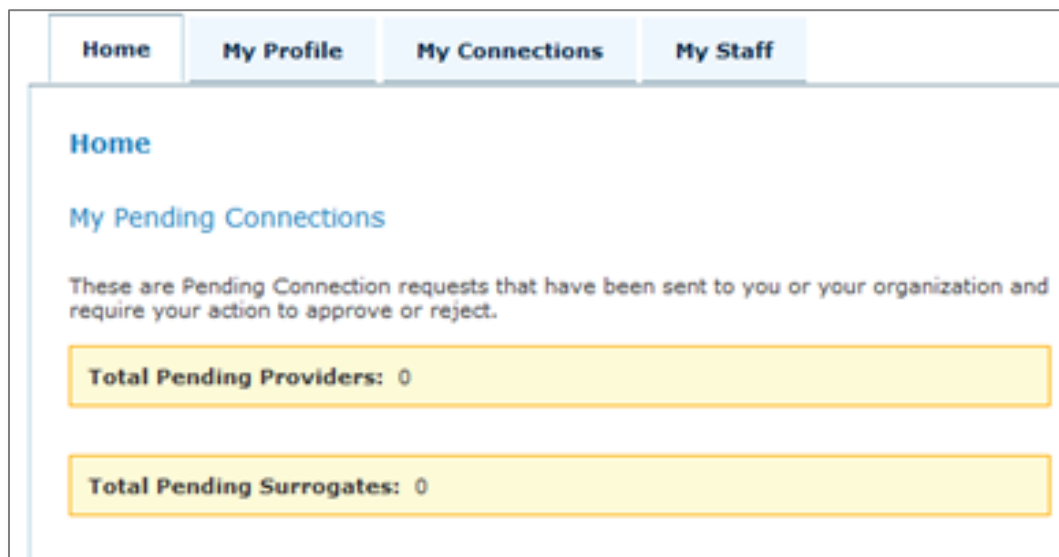 Home My Profile My Connections My Staff
Home
My Pending Connections
These are Pending Connection requests that have been sent to you or your organization and
require your action to approve or reject.
Total Pending Providers: 0
Total Pending Surrogates: 0